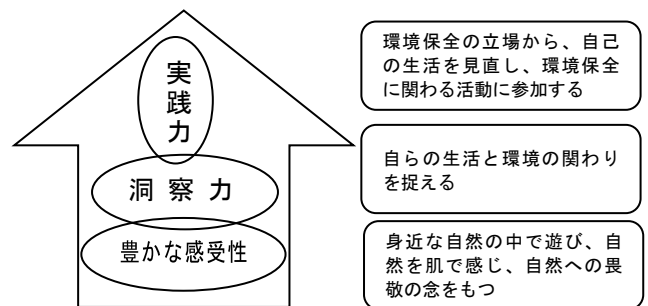 実践力
環境保全の立場から、自己
の生活を見直し、環境保全
に関わる活動に参加する
洞察力
自らの生活と環境の関わり
を捉える
豊かな感受性
身近な自然の中で遊び、自
然を肌で感じ、自然への畏
敬の念をもつ